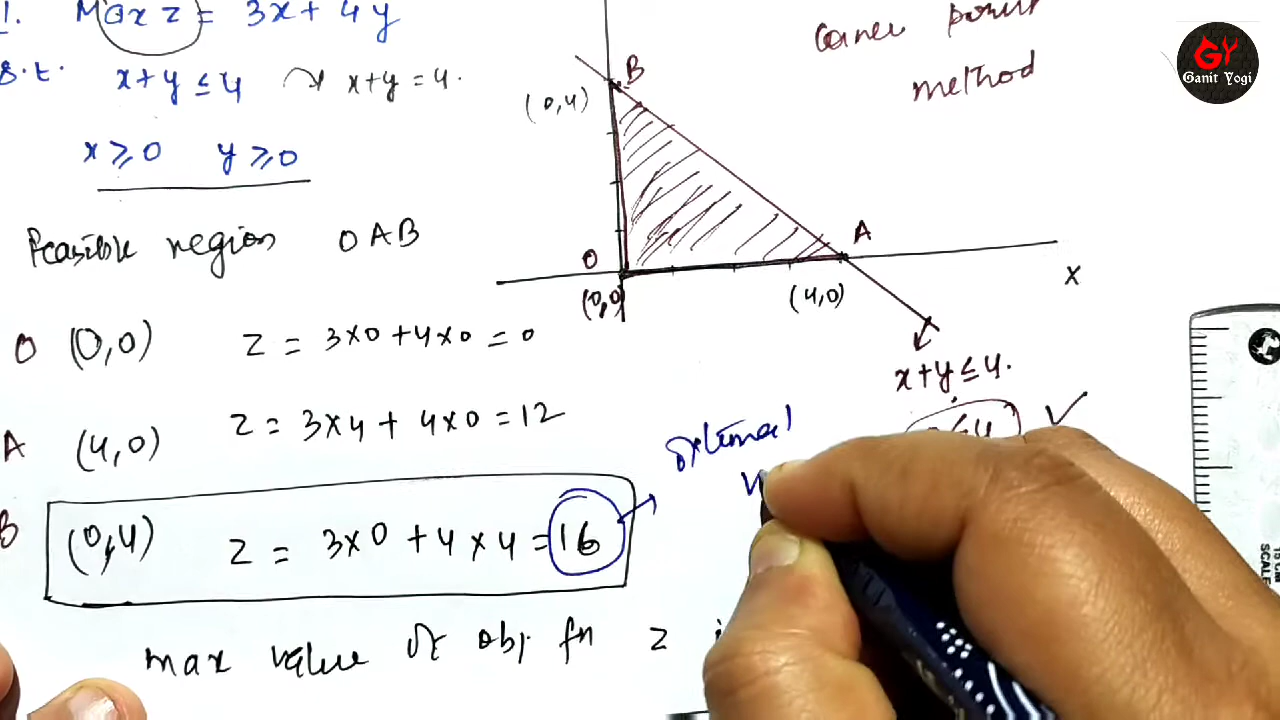 1. Max z = 3x + 4y
s.t. x+y ≤ 4 x+y = 4.
x ≥ 0 y ≥ 0
Feasible region OAB
O (0,0) z = 3×0 + 4×0 = 0
A (4,0) z = 3×4 + 4×0 = 12
B (0,4) z = 3×0 + 4×4 = 16
max value of obj fn z
optimal
corner point
method
B
(0,4)
A
O
(0,0)
(4,0)
X
x+y ≤ 4.
GY
Ganit Yogi
SCALE